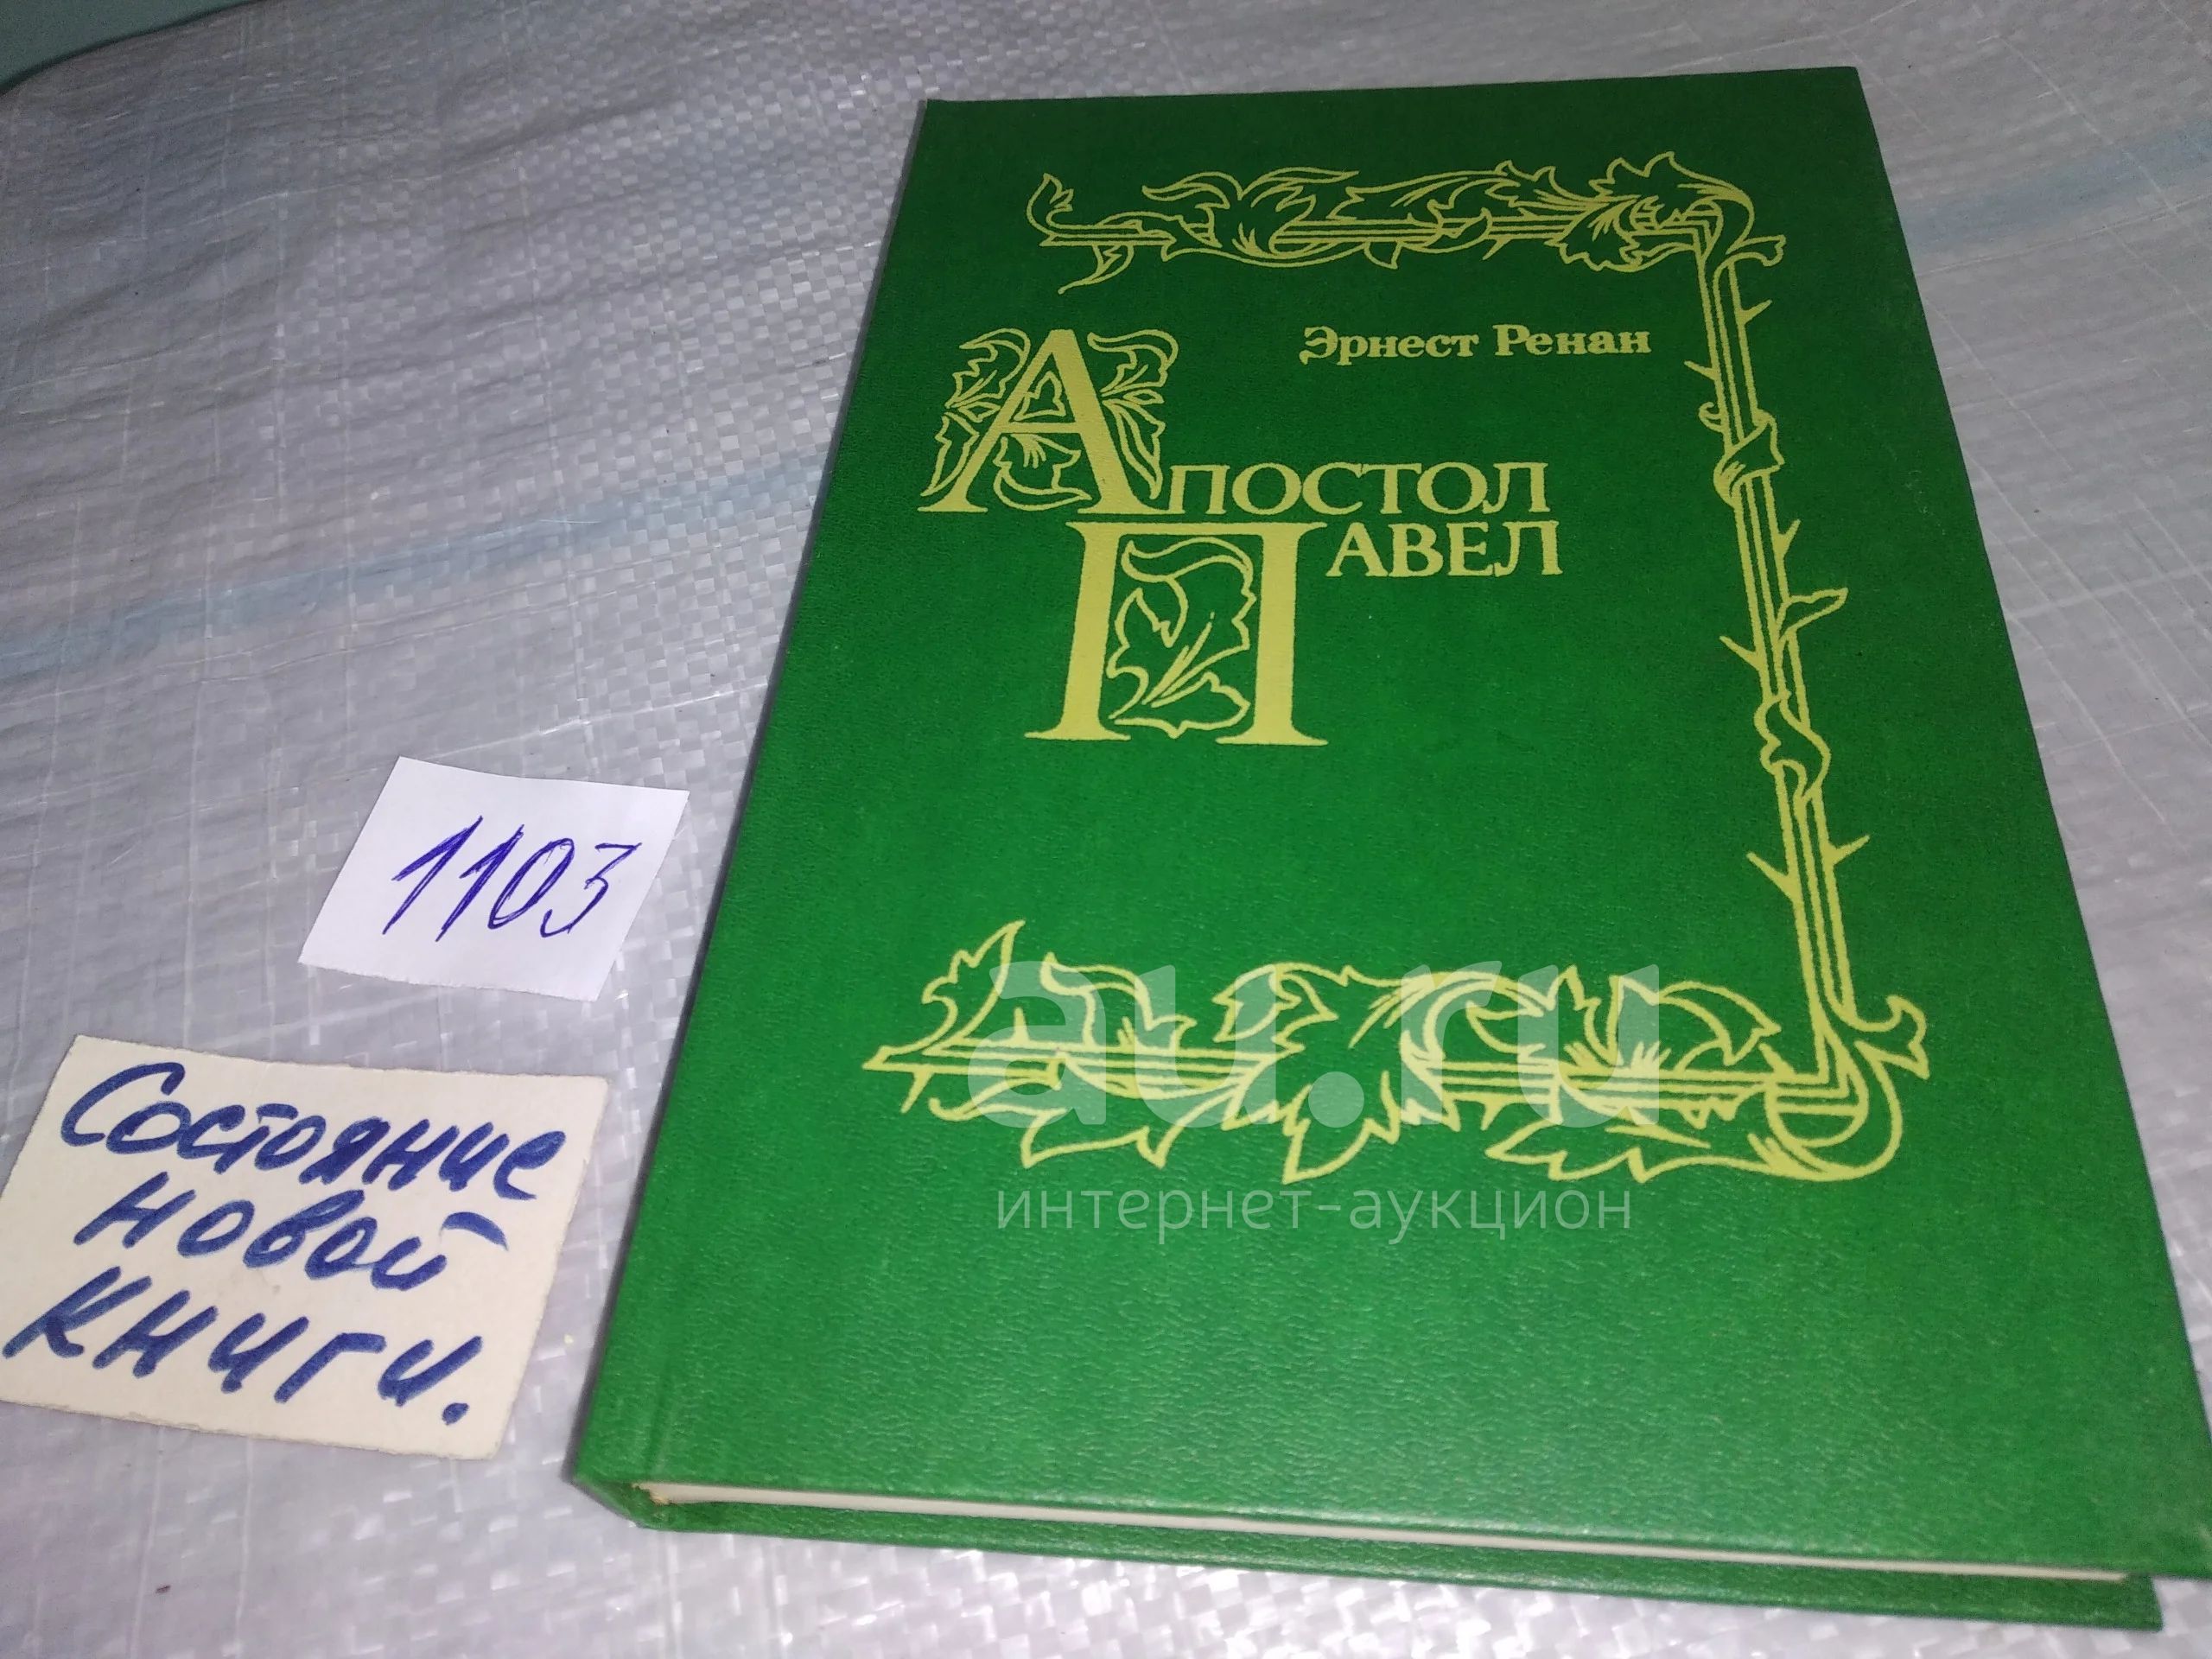 Эрнест Ренан
Апостол
Павел
1103
Состояние
новой
книги.
au.ru
интернет-аукцион